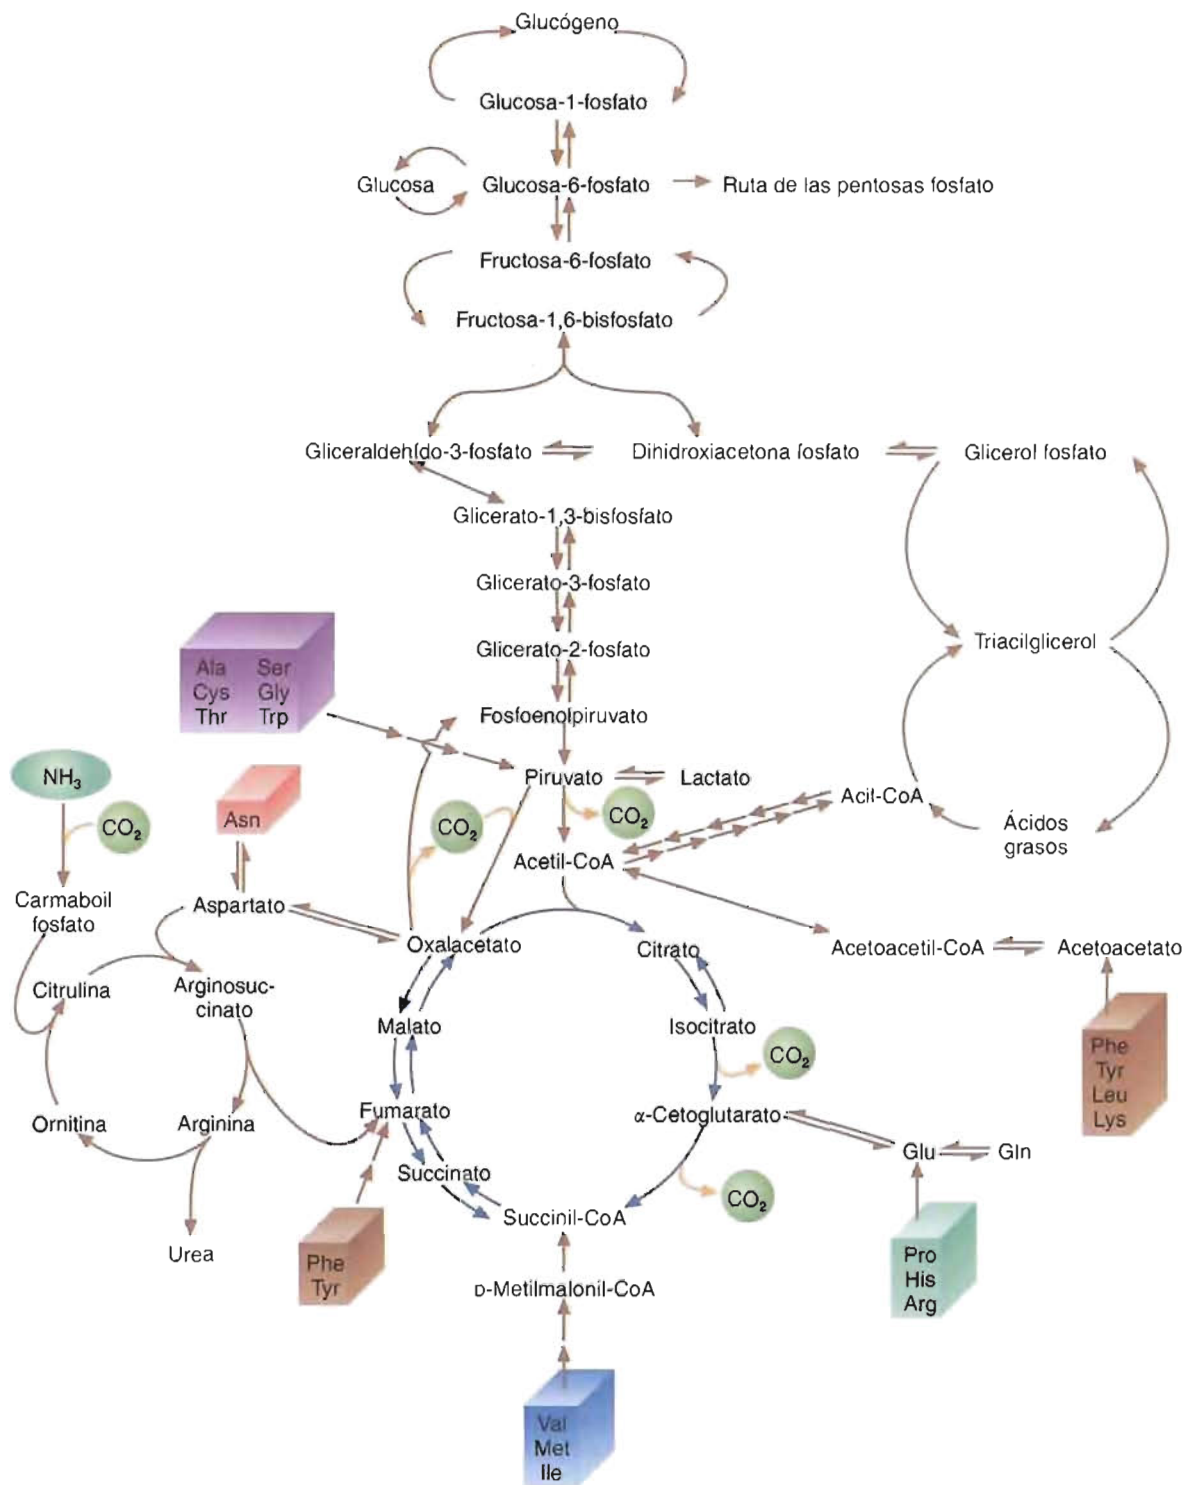 Glucógeno
Glucosa-1-fosfato
Glucosa
Glucosa-6-fosfato
Ruta de las pentosas fosfato
Fructosa-6-fosfato
Fructosa-1,6-bisfosfato
Gliceraldehído-3-fosfato
Dihidroxiacetona fosfato
Glicerol fosfato
Glicerato-1,3-bisfosfato
Glicerato-3-fosfato
Glicerato-2-fosfato
Triacilglicerol
Ala Ser
Cys Gly
Thr Trp
Fosfoenolpiruvato
NH₃
Piruvato
Lactato
Acil-CoA
Asn
CO₂
CO₂
CO₂
Ácidos
grasos
Acetil-CoA
Carmaboil
fosfato
Aspartato
Oxalacetato
Citrato
Acetoacetil-CoA
Acetoacetato
Citrulina
Arginosuc-
cinato
Malato
Isocitrato
CO₂
Phe
Tyr
Leu
Lys
Ornitina
Arginina
Fumarato
α-Cetoglutarato
Glu
Gln
Succinato
CO₂
Succinil-CoA
Urea
Phe
Tyr
D-Metilmalonil-CoA
Pro
His
Arg
Val
Met
Ile